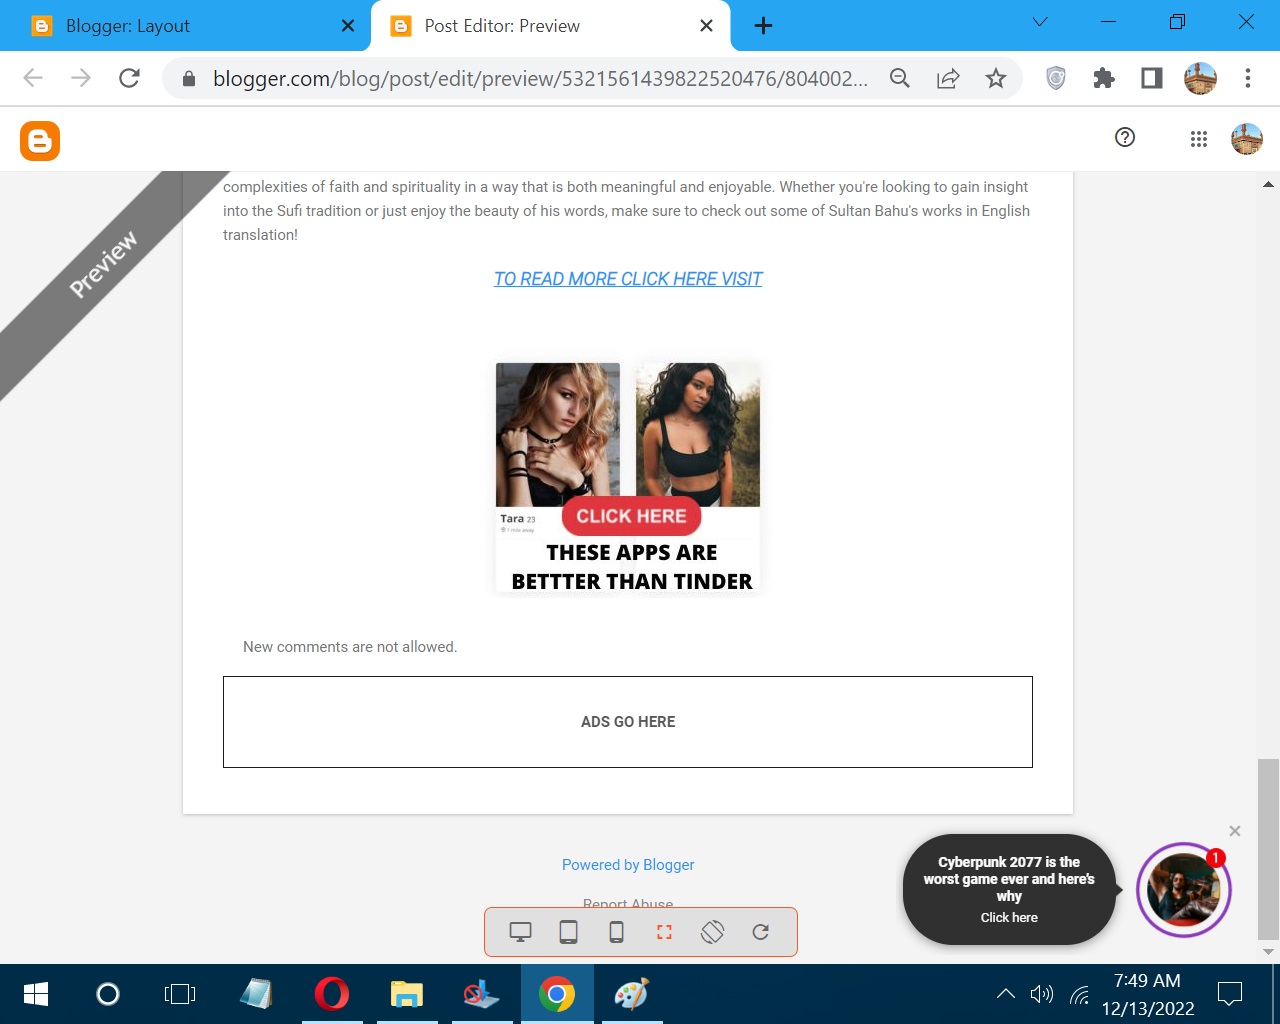 Blogger: Layout
Post Editor: Preview
blogger.com/blog/post/edit/preview/5321561439822520476/804002...
Preview
complexities of faith and spirituality in a way that is both meaningful and enjoyable. Whether you're looking to gain insight
into the Sufi tradition or just enjoy the beauty of his words, make sure to check out some of Sultan Bahu's works in English
translation!
TO READ MORE CLICK HERE VISIT
Tara 23
1 mile away
CLICK HERE
THESE APPS ARE
BETTTER THAN TINDER
New comments are not allowed.
ADS GO HERE
Powered by Blogger
Report Abuse
Cyberpunk 2077 is the
worst game ever and here's
why
Click here
1
7:49 AM
12/13/2022